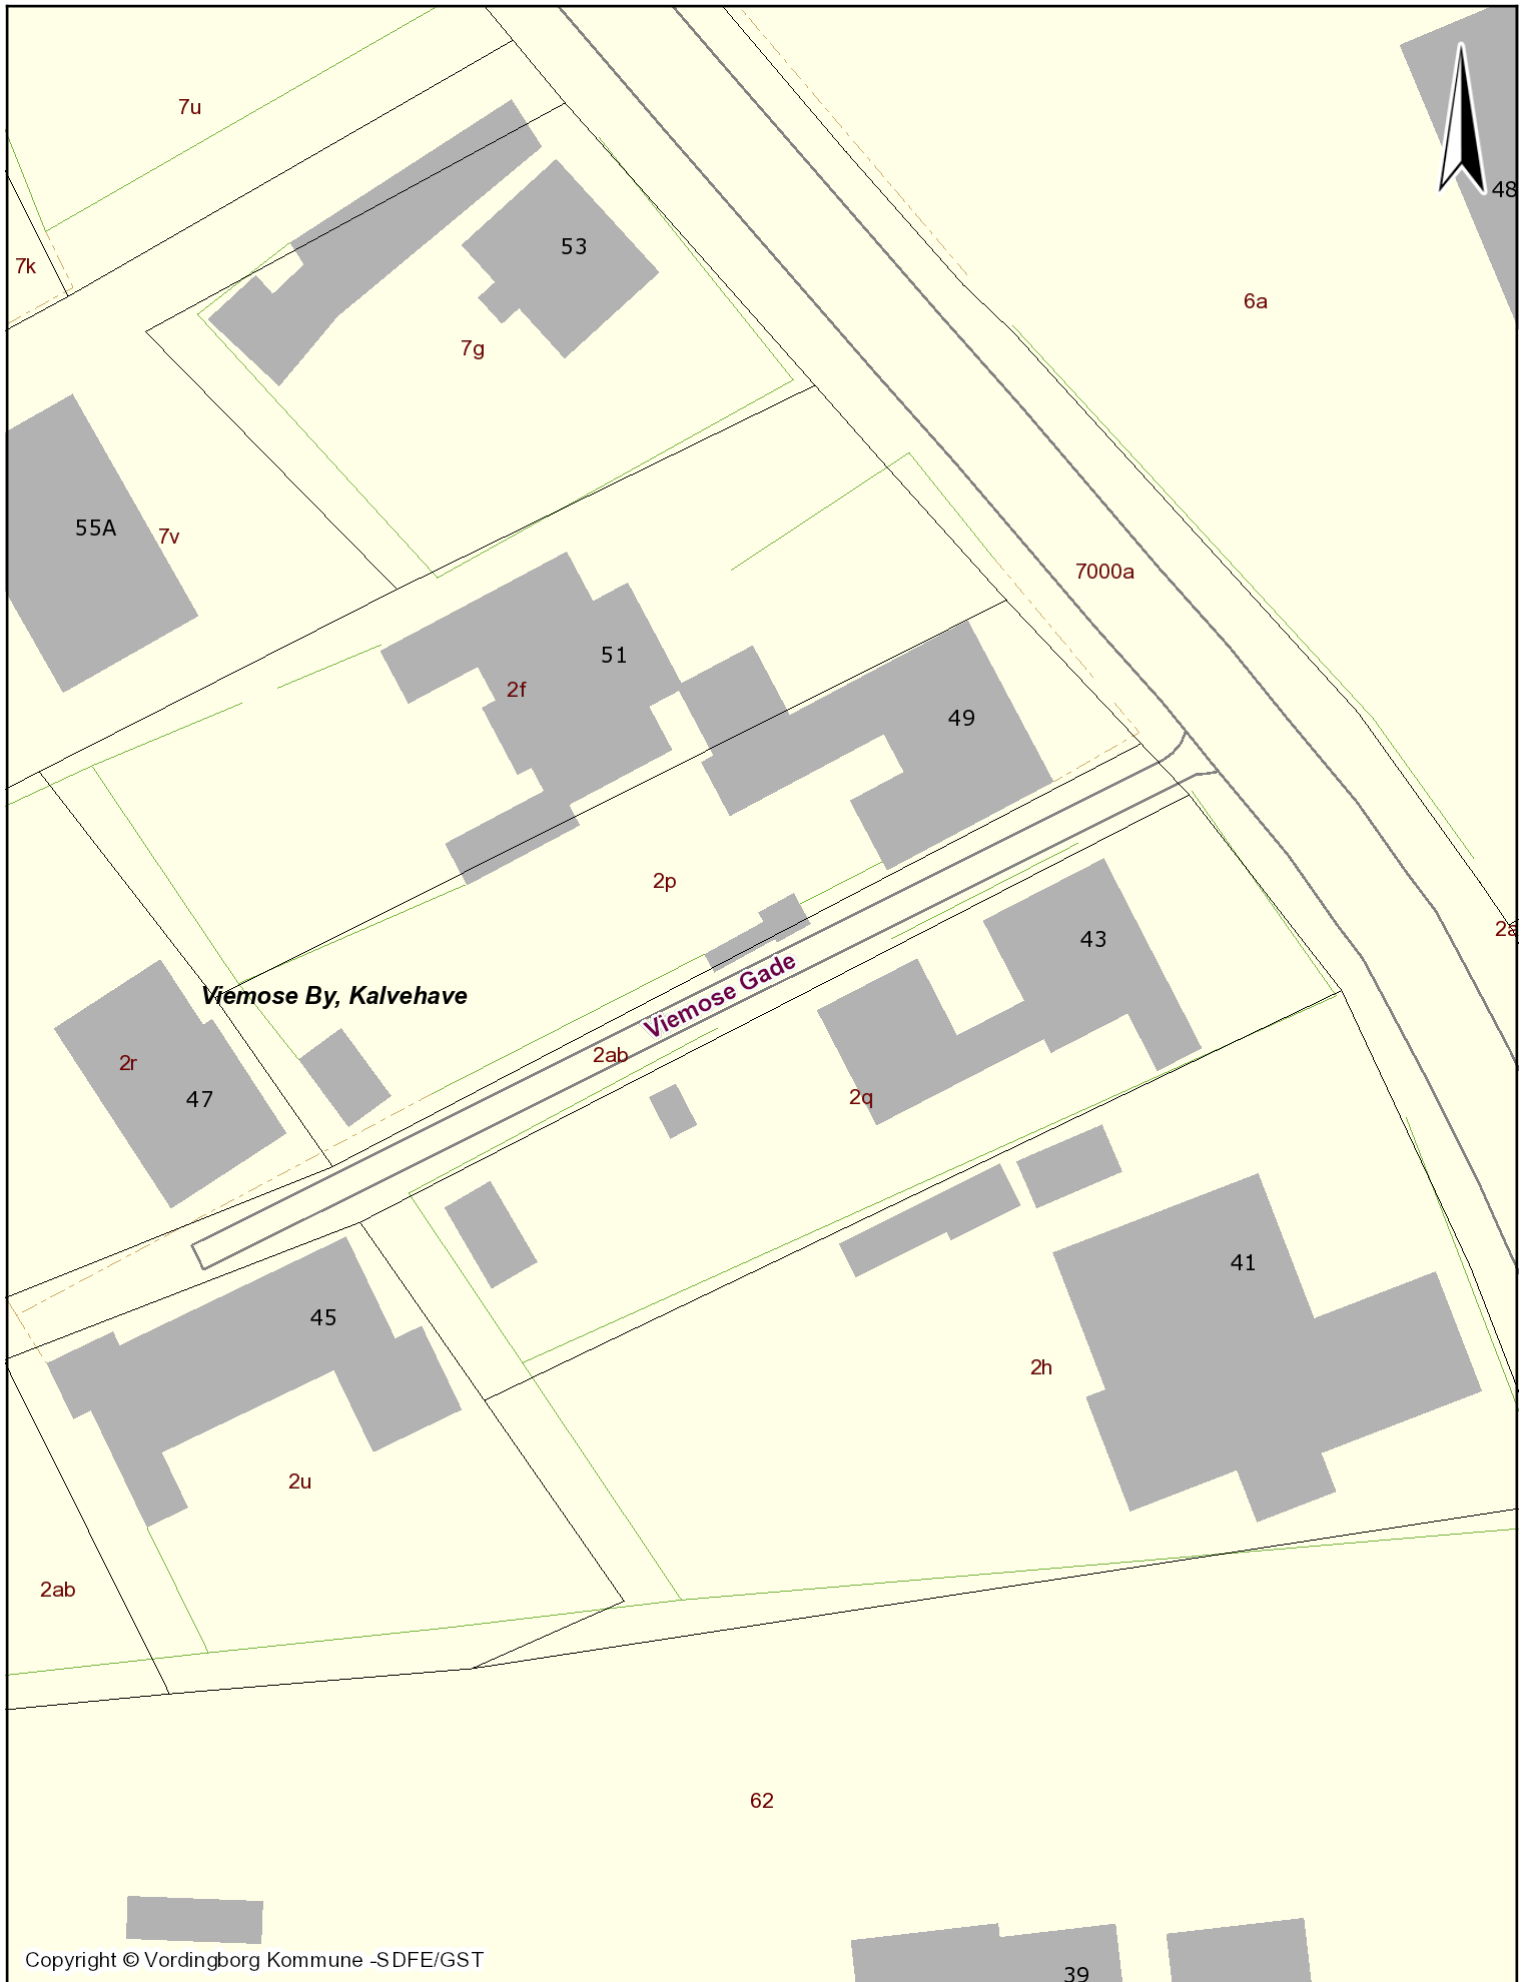 7u
48
53
7k
6a
7g
55A
7v
7000a
51
2f
49
2p
2a
43
Viemose Gade
Viemose By, Kalvehave
2ab
2r
47
2q
41
45
2h
2u
2ab
62
Copyright © Vordingborg Kommune -SDFE/GST
39